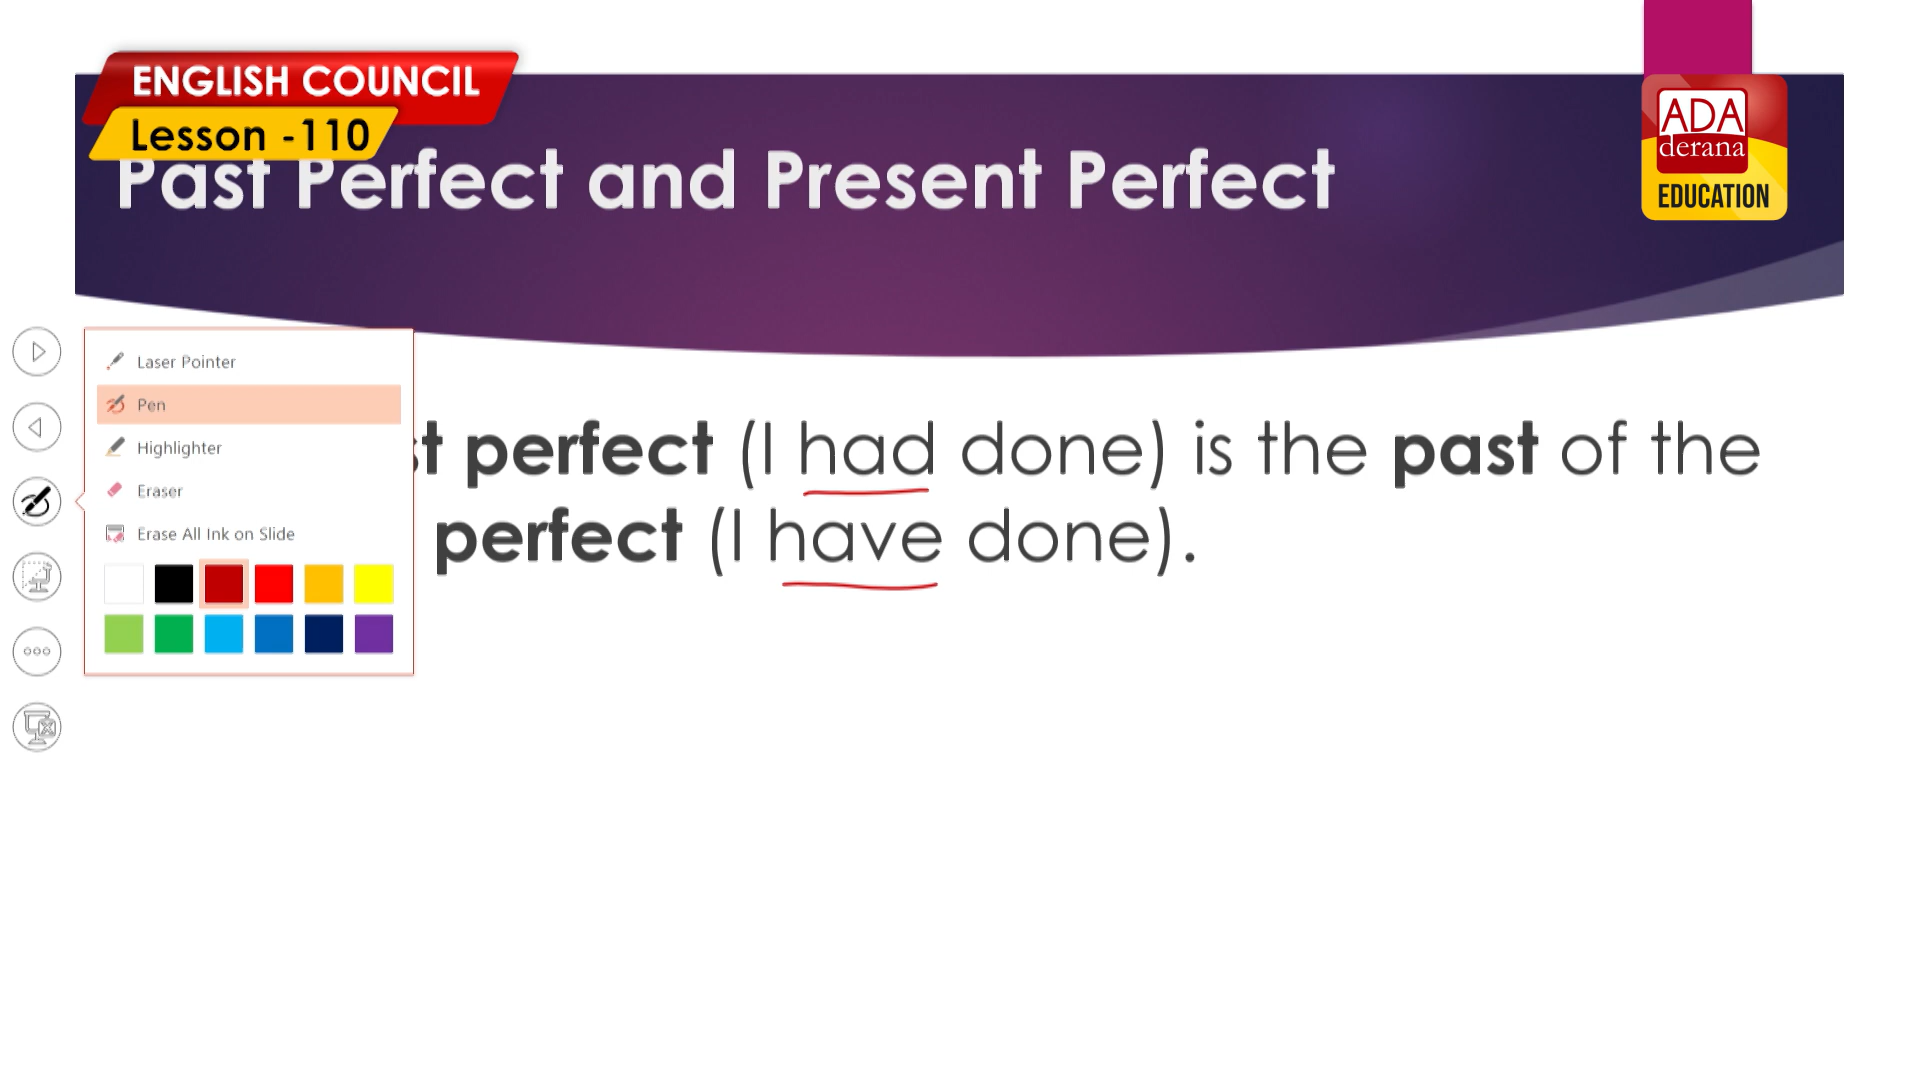 ENGLISH COUNCIL
Lesson -110
Past Perfect and Present Perfect
ADA
derana
EDUCATION
Laser Pointer
Pen
Highlighter
Eraser
Erase All Ink on Slide
perfect (I had done) is the past of the
perfect (I have done).